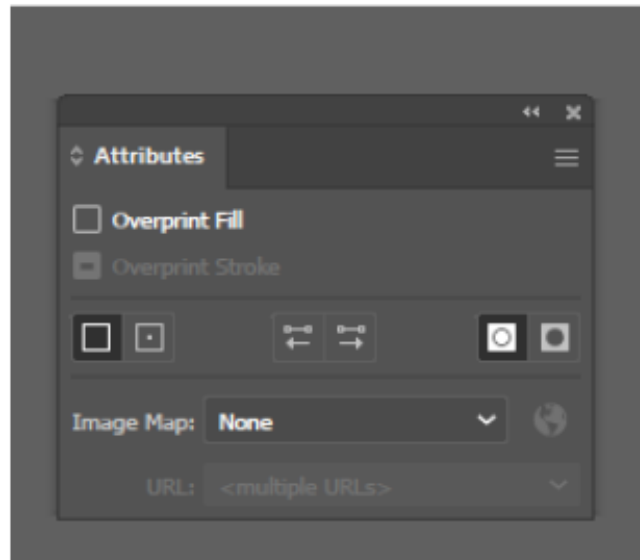 Attributes
Overprint Fill
Overprint Stroke
Image Map: None
URL: <multiple URLs>